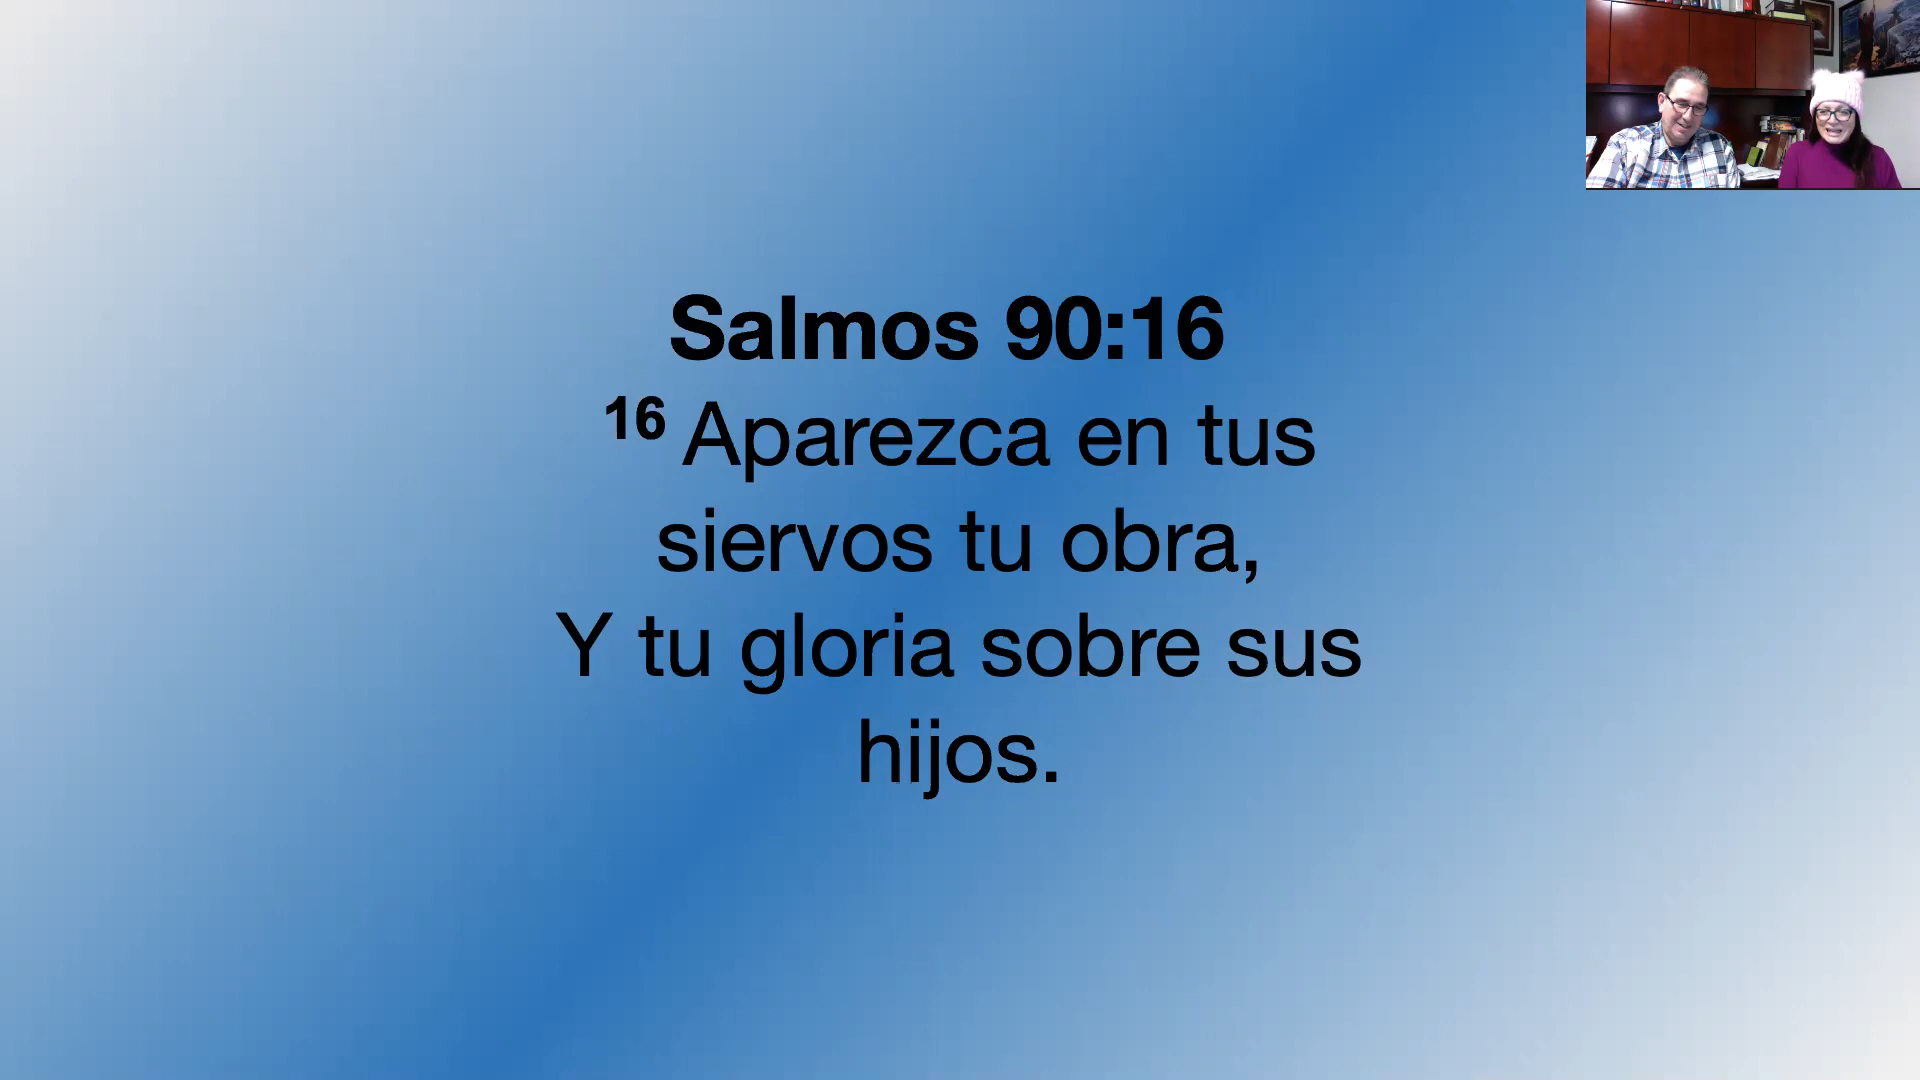 Salmos 90:16
16 Aparezca en tus
siervos tu obra,
Y tu gloria sobre sus
hijos.